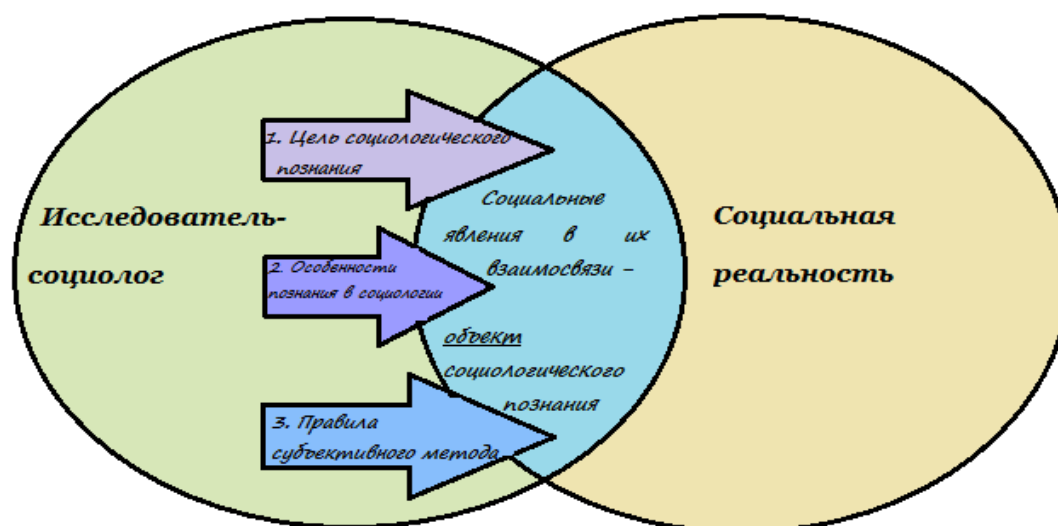 1. Цель социологического
познания
Исследователь-
социолог
2. Особенности
познания в социологии
3. Правила
субъективного метода
Социальные
явления в их
взаимосвязи –
объект
социологического
познания
Социальная
реальность